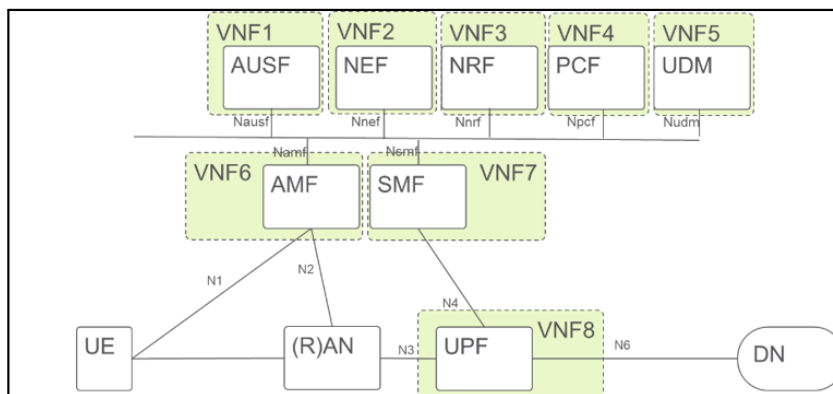 VNF1 VNF2 VNF3 VNF4 VNF5
AUSF NEF NRF PCF UDM
Nausf Nnef Nnrf Npcf Nudm
Namf Nsmf
VNF6 AMF SMF VNF7
N1 N2
N4
UE (R)AN N3 UPF VNF8 N6 DN